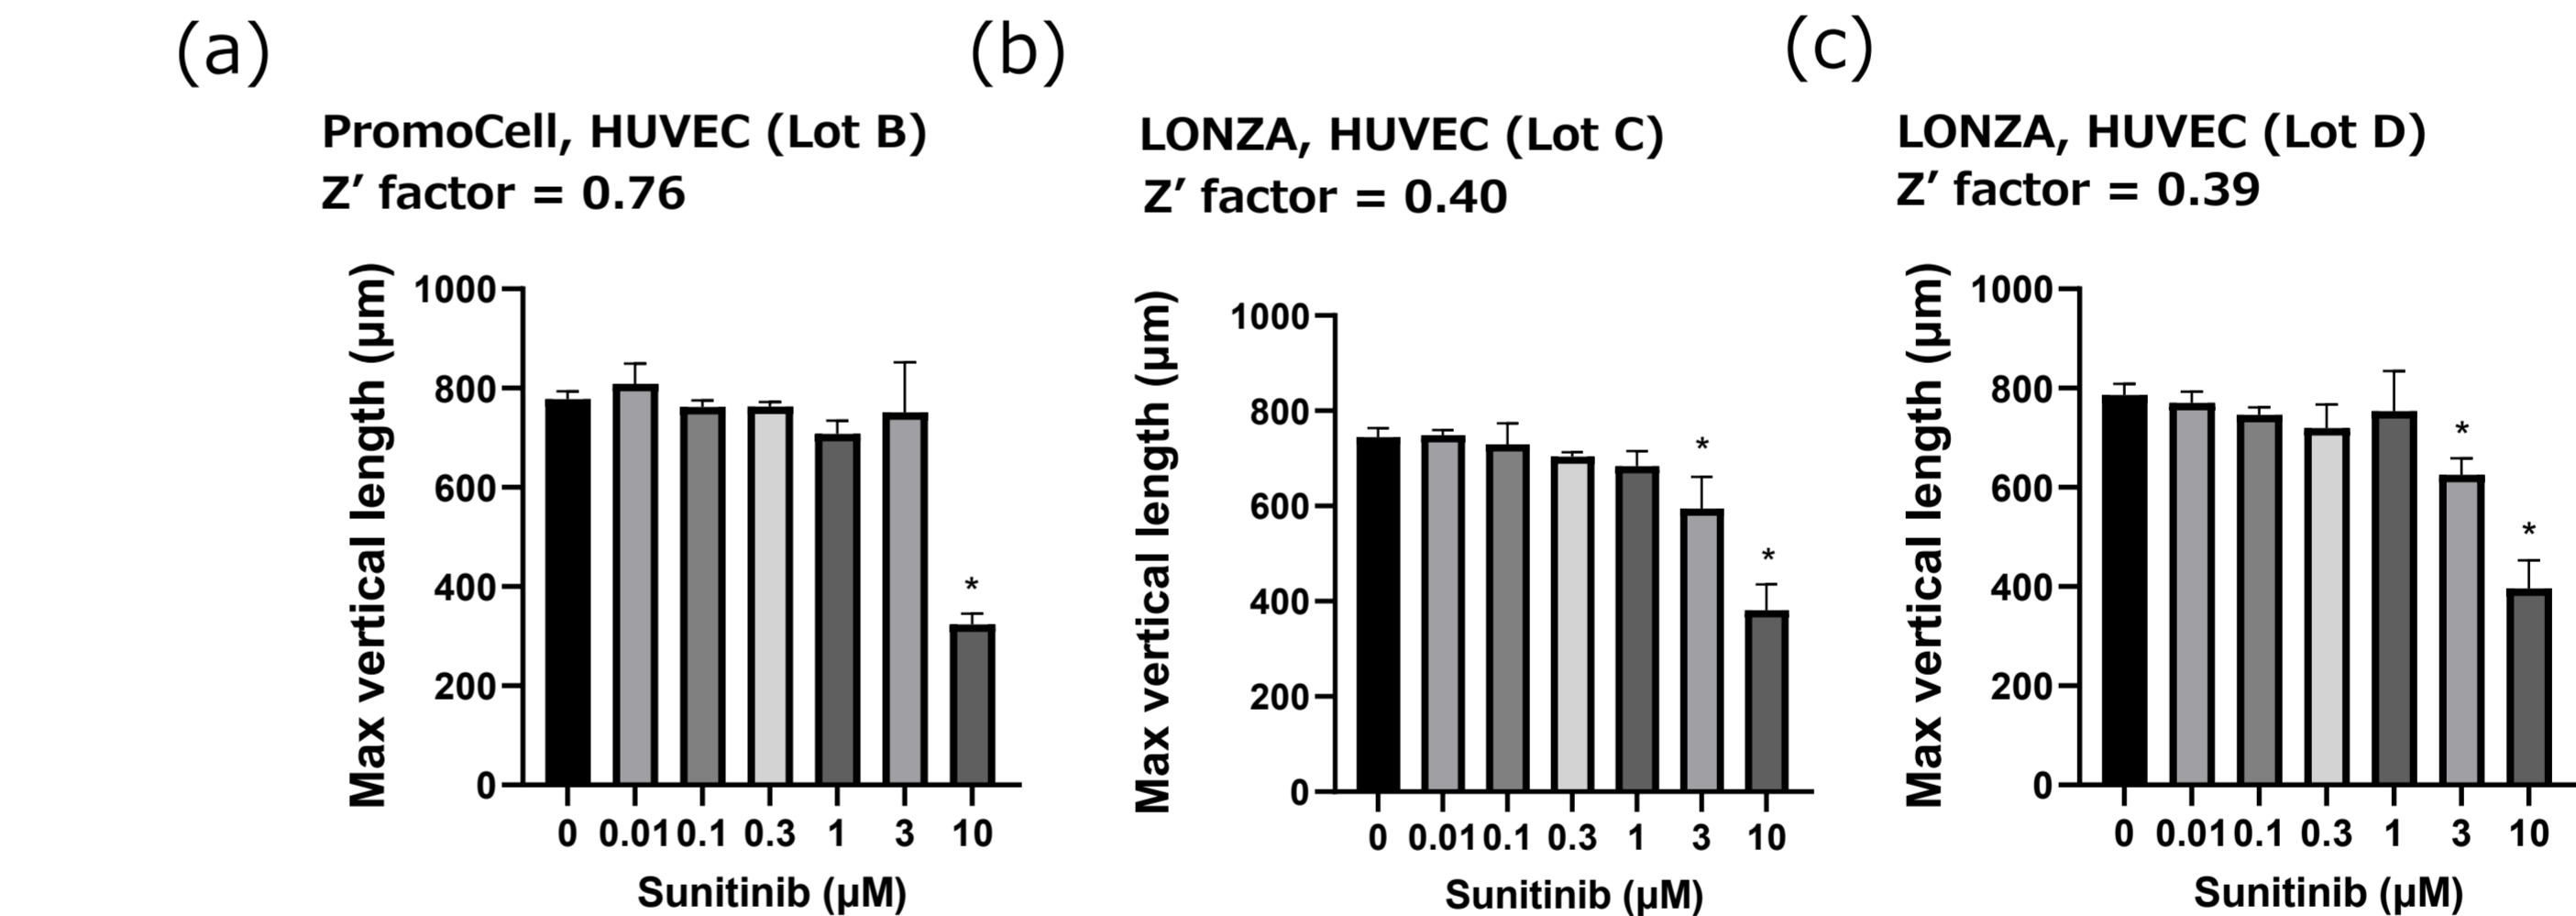 (a)
PromoCell, HUVEC (Lot B)
Z′ factor = 0.76
Max vertical length (µm)
1000
800
600
400
200
0
*
0 0.01 0.1 0.3 1 3 10
Sunitinib (µM)
(b)
LONZA, HUVEC (Lot C)
Z′ factor = 0.40
Max vertical length (µm)
1000
800
600
400
200
0
*
*
0 0.01 0.1 0.3 1 3 10
Sunitinib (µM)
(c)
LONZA, HUVEC (Lot D)
Z′ factor = 0.39
Max vertical length (µm)
1000
800
600
400
200
0
*
*
0 0.01 0.1 0.3 1 3 10
Sunitinib (µM)